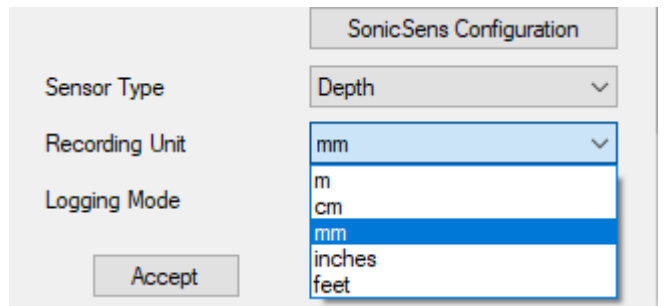 SonicSens Configuration
Sensor Type Depth
Recording Unit mm
m
Logging Mode cm
mm
inches
Accept feet